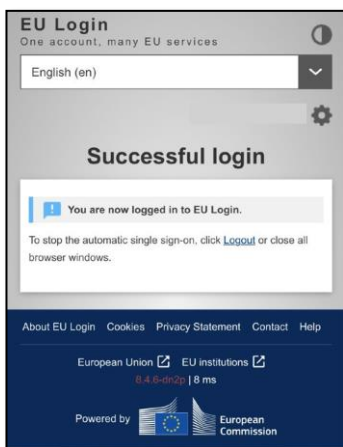 EU Login
One account, many EU services
English (en)
Successful login
You are now logged in to EU Login.
To stop the automatic single sign-on, click Logout or close all
browser windows.
About EU Login Cookies Privacy Statement Contact Help
European Union EU institutions
8.4.6-dn2p | 8 ms
Powered by European
Commission